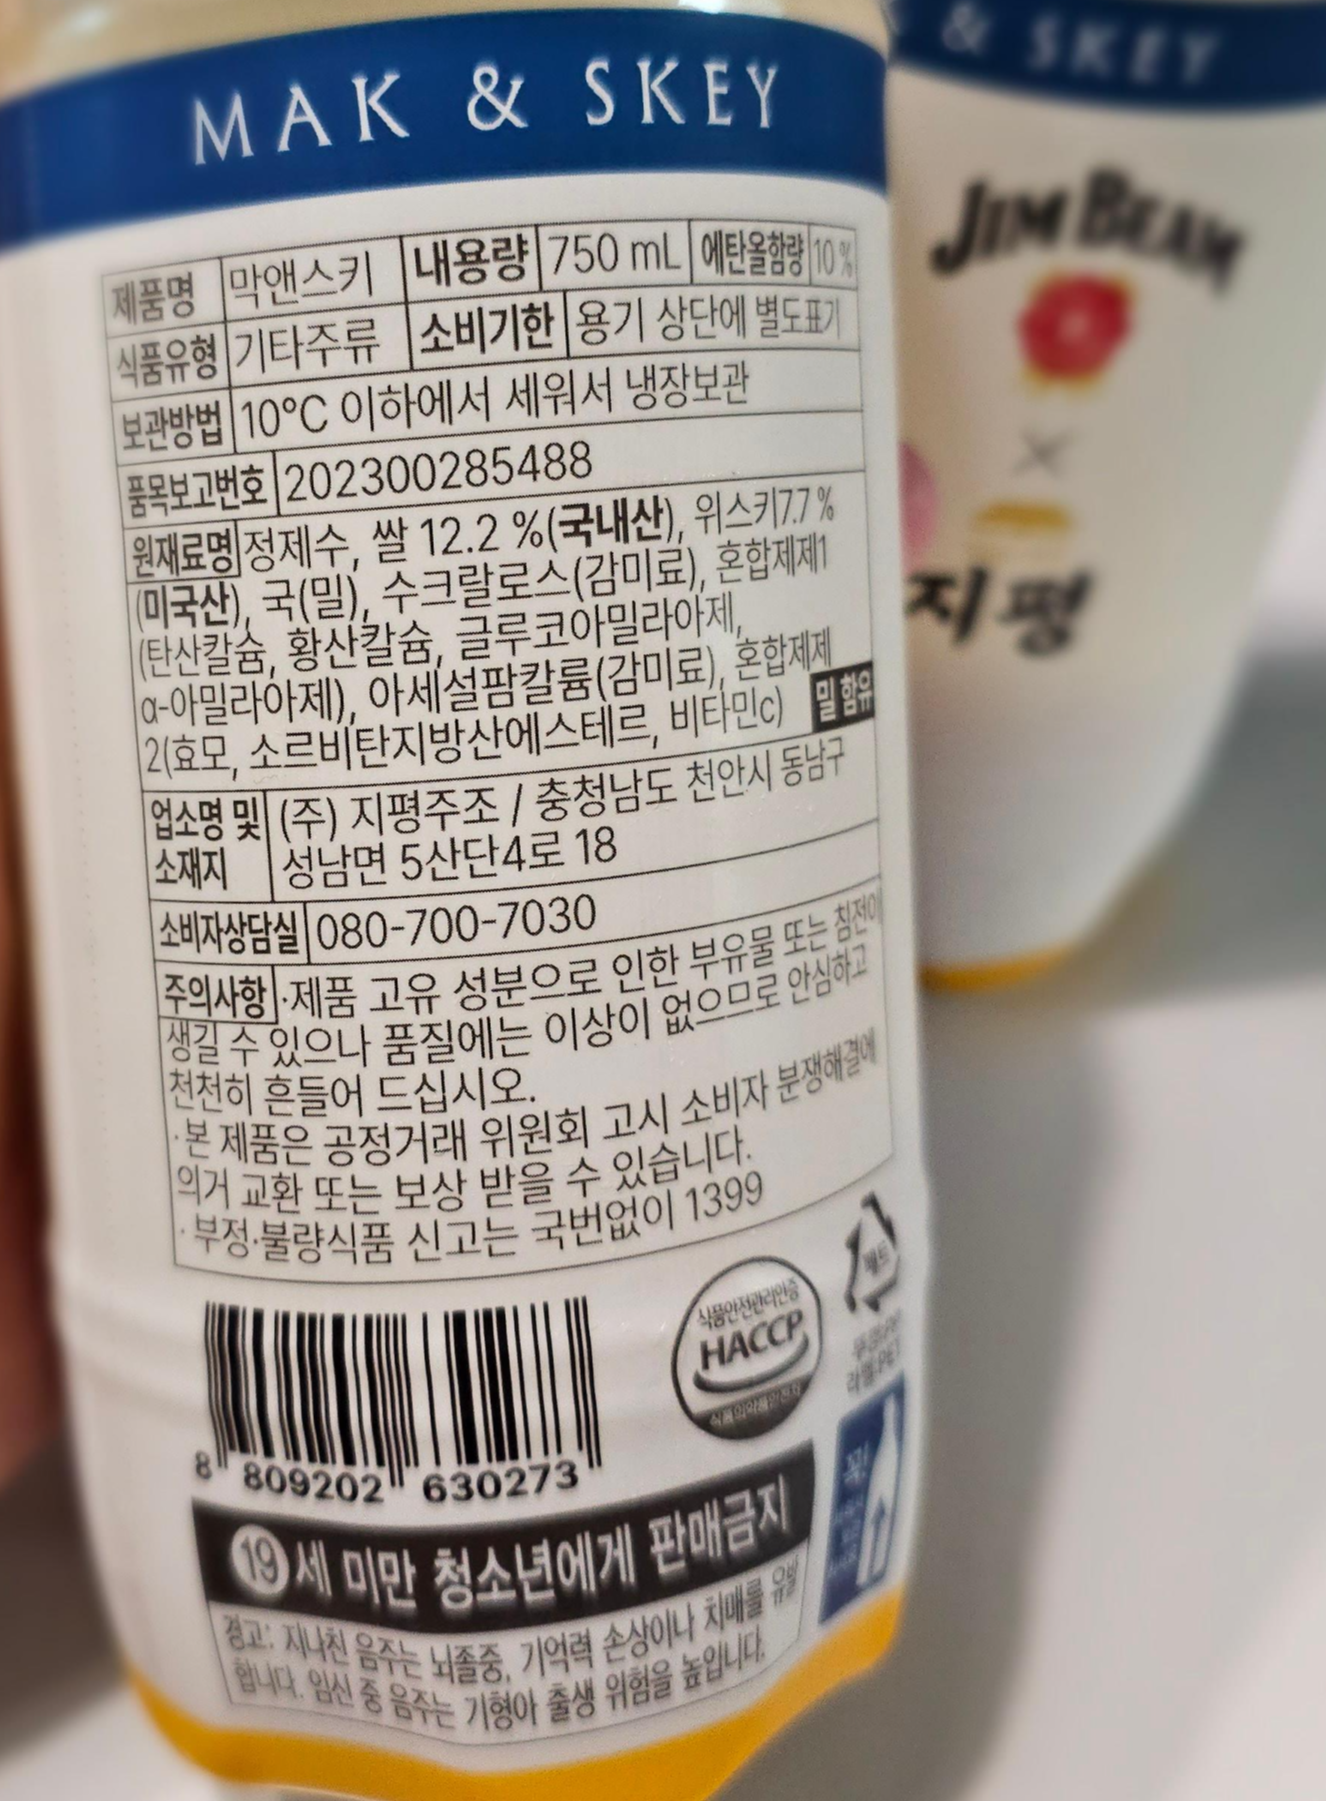 MAK & SKEY
제품명 막앤스키 내용량 750 mL 에탄올함량 10 %
식품유형 기타주류 소비기한 용기 상단에 별도표기
보관방법 10°C 이하에서 세워서 냉장보관
품목보고번호 202300285488
원재료명 정제수, 쌀 12.2 %(국내산), 위스키7.7 %
(미국산), 국(밀), 수크랄로스(감미료), 혼합제제1
(탄산칼슘, 황산칼슘, 글루코아밀라아제,
α-아밀라아제), 아세설팜칼륨(감미료), 혼합제제
2(효모, 소르비탄지방산에스테르, 비타민c) 밀 함유
업소명 및 소재지 (주) 지평주조 / 충청남도 천안시 동남구
성남면 5산단4로 18
소비자상담실 080-700-7030
주의사항 ·제품 고유 성분으로 인한 부유물 또는 침전이
생길 수 있으나 품질에는 이상이 없으므로 안심하고
천천히 흔들어 드십시오.
·본 제품은 공정거래 위원회 고시 소비자 분쟁해결에
의거 교환 또는 보상 받을 수 있습니다.
·부정·불량식품 신고는 국번없이 1399
8 809202 630273
식품안전관리인증
HACCP
식품의약품안전처
페트
19세 미만 청소년에게 판매금지
경고: 지나친 음주는 뇌졸중, 기억력 손상이나 치매를 유발
합니다. 임신 중 음주는 기형아 출생 위험을 높입니다.
& SKEY
JIM BEAM
×
지평